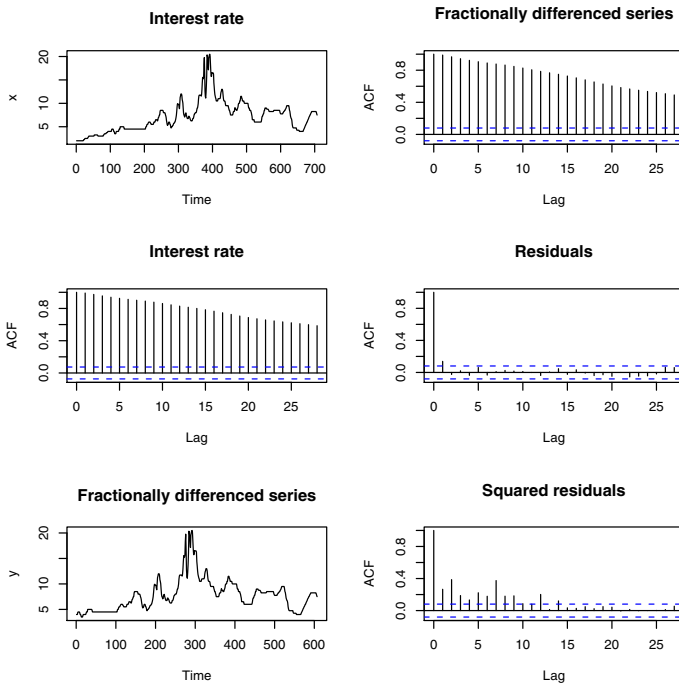 Interest rate
x
5 10 20
0 100 200 300 400 500 600 700
Time
Fractionally differenced series
ACF
0.0 0.4 0.8
0 5 10 15 20 25
Lag
Interest rate
ACF
0.0 0.4 0.8
0 5 10 15 20 25
Lag
Residuals
ACF
0.0 0.4 0.8
0 5 10 15 20 25
Lag
Fractionally differenced series
y
5 10 20
0 100 200 300 400 500 600
Time
Squared residuals
ACF
0.0 0.4 0.8
0 5 10 15 20 25
Lag